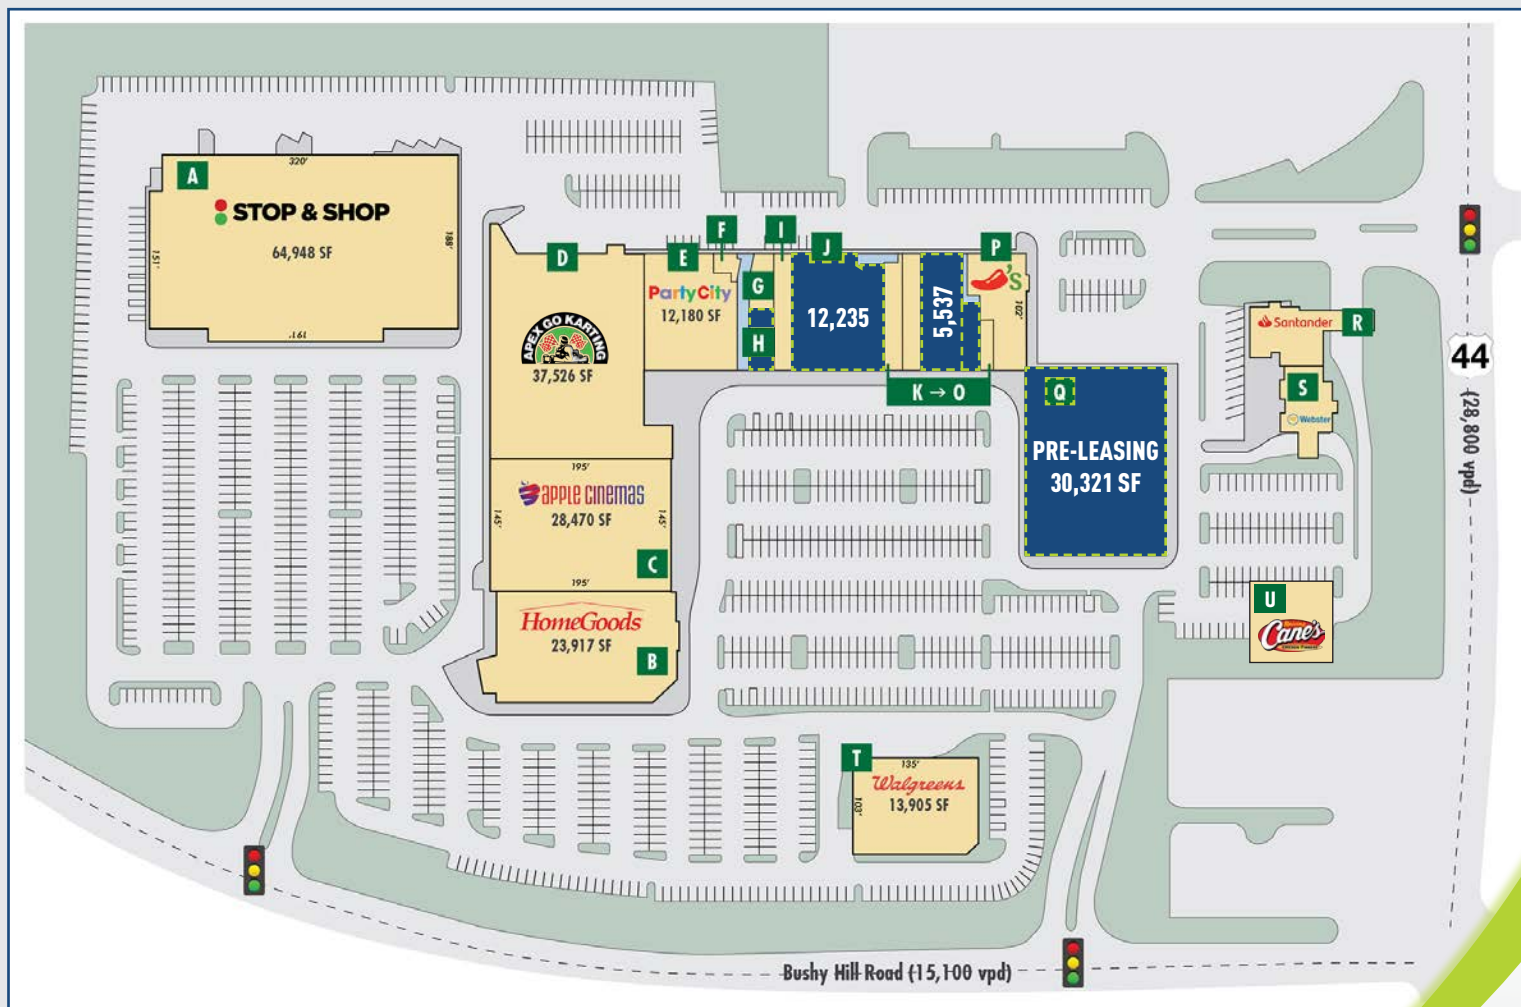 A
320'
STOP & SHOP
64,948 SF
151'
188'
161'
D
APEX GO KARTING
37,526 SF
E
Party City
12,180 SF
F
G
H
I
J
12,235
5,537
K → O
P
's
102'
Q
PRE-LEASING
30,321 SF
Santander
R
S
Webster
44
(28,800 vpd)
195'
apple cinemas
28,470 SF
145'
145'
C
195'
HomeGoods
23,917 SF
B
U
Cane's
T
135'
Walgreens
103'
13,905 SF
Bushy Hill Road (15,100 vpd)